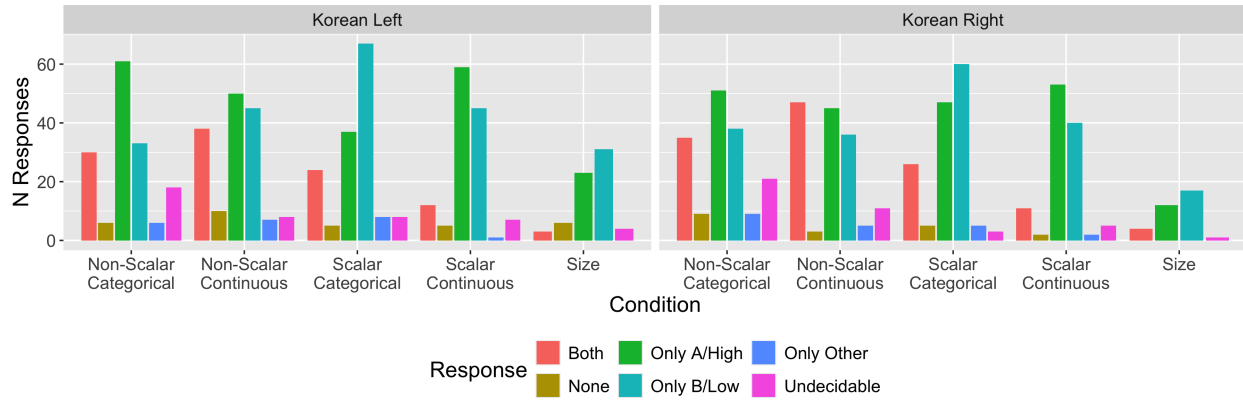 Korean Left
Korean Right
N Responses
60
40
20
0
Non-Scalar
Categorical
Non-Scalar
Continuous
Scalar
Categorical
Scalar
Continuous
Size
Non-Scalar
Categorical
Non-Scalar
Continuous
Scalar
Categorical
Scalar
Continuous
Size
Condition
Response
Both
Only A/High
Only Other
None
Only B/Low
Undecidable